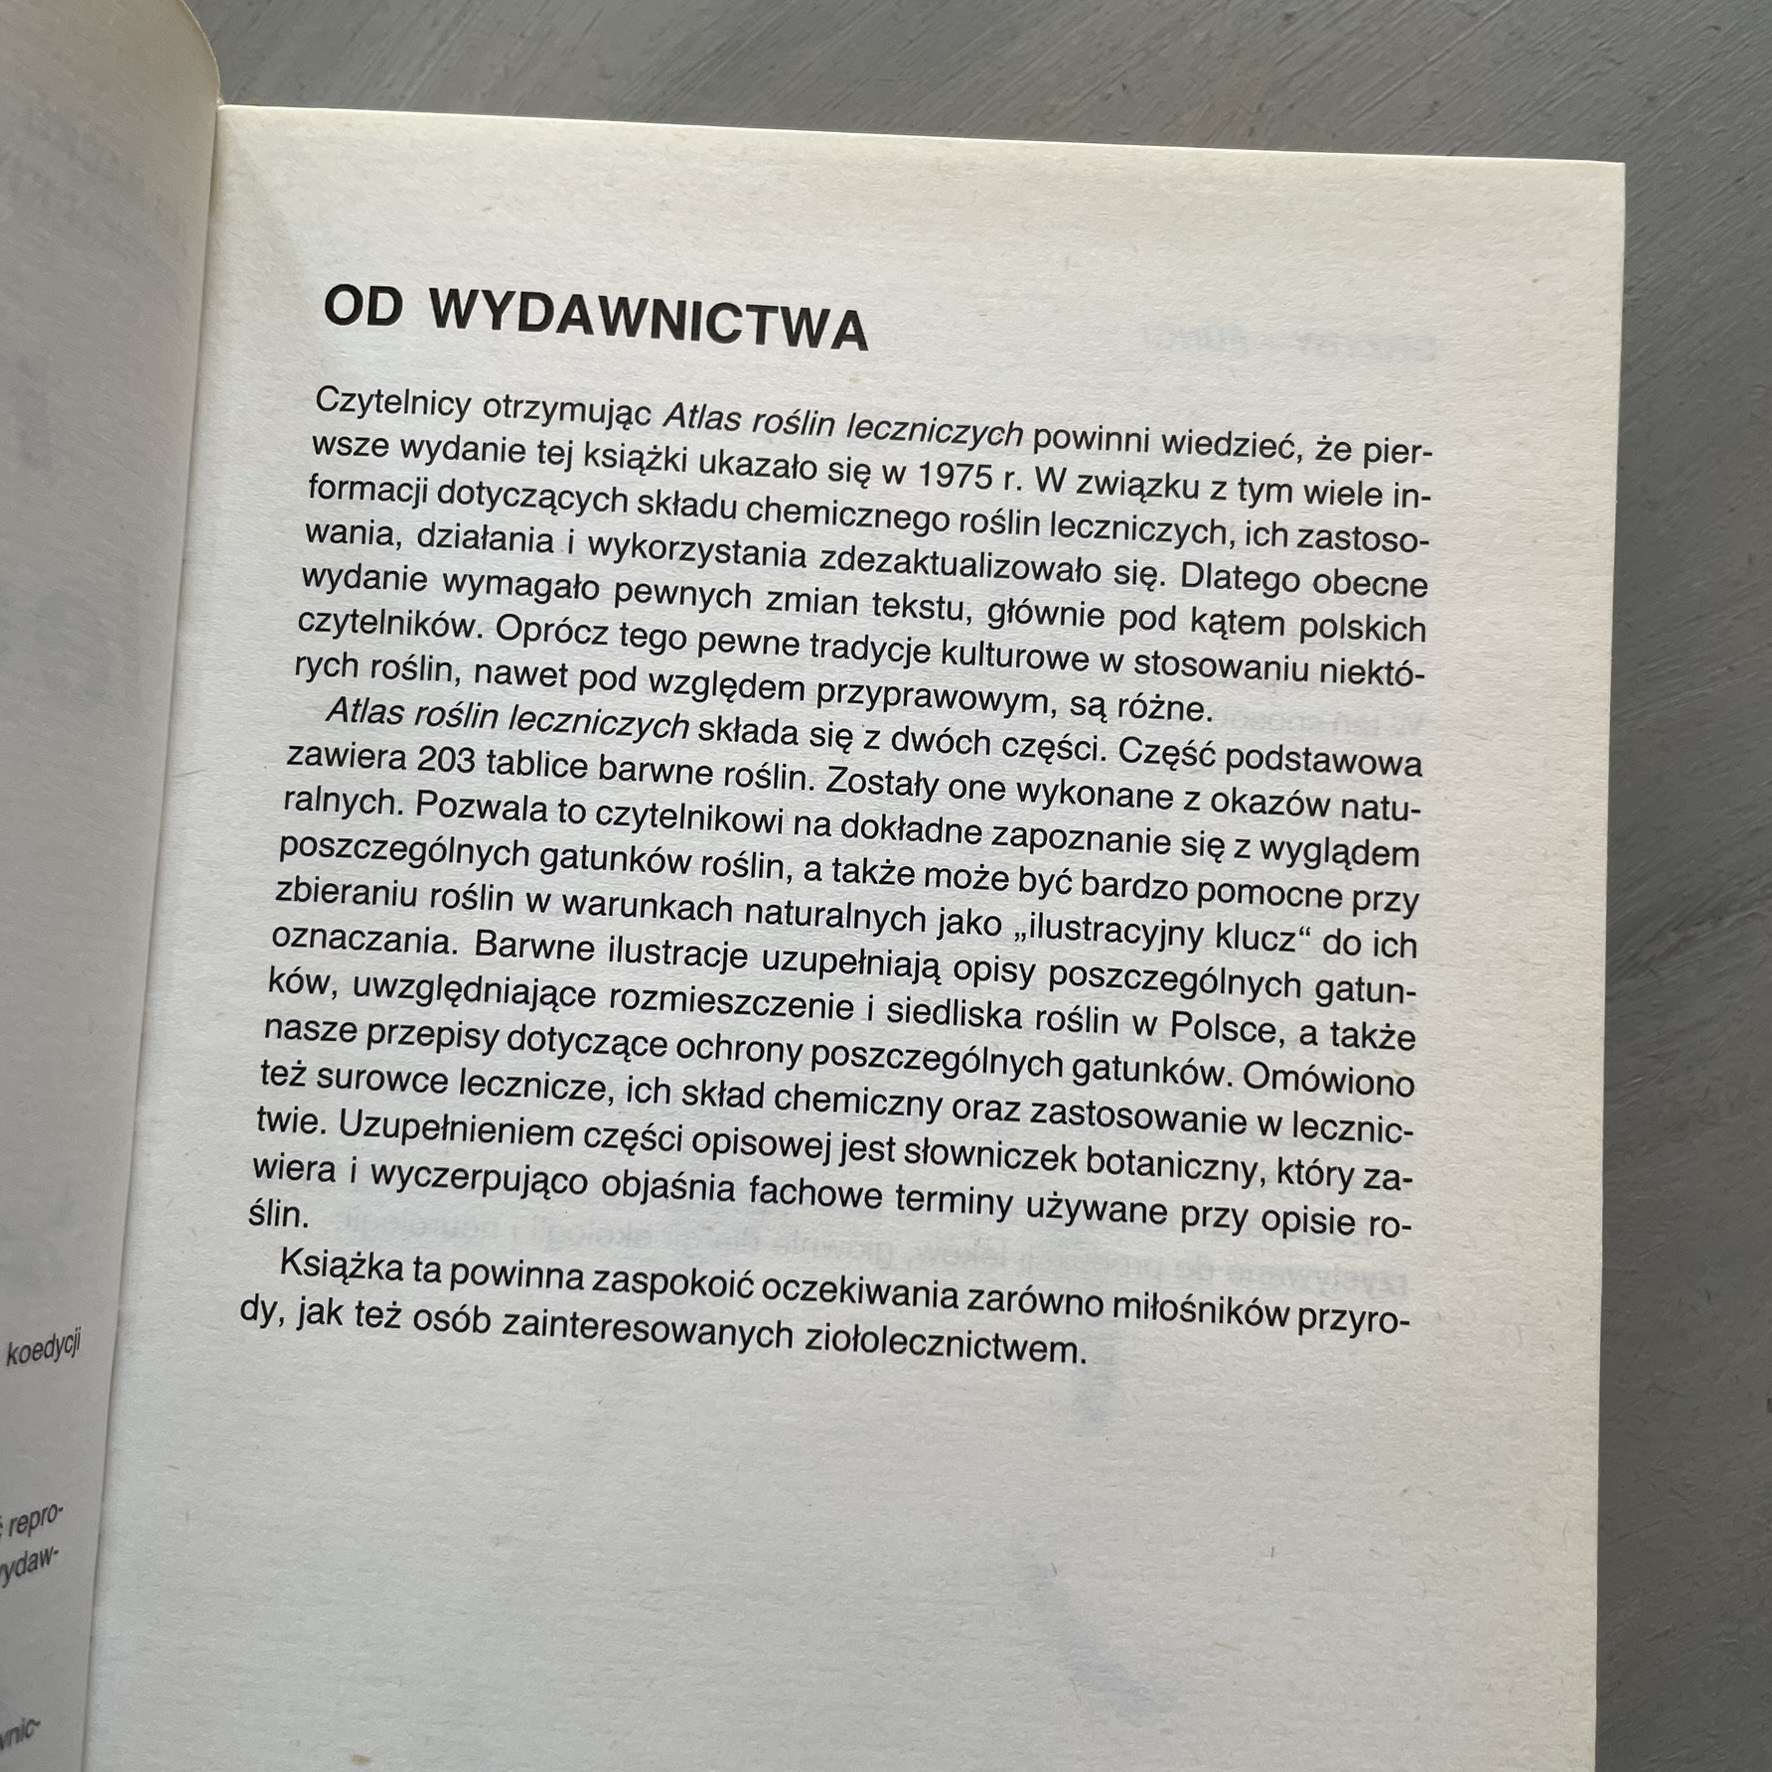 OD WYDAWNICTWA
Czytelnicy otrzymując Atlas roślin leczniczych powinni wiedzieć, że pier-
wsze wydanie tej książki ukazało się w 1975 r. W związku z tym wiele in-
formacji dotyczących składu chemicznego roślin leczniczych, ich zastoso-
wania, działania i wykorzystania zdezaktualizowało się. Dlatego obecne
wydanie wymagało pewnych zmian tekstu, głównie pod kątem polskich
czytelników. Oprócz tego pewne tradycje kulturowe w stosowaniu niektó-
rych roślin, nawet pod względem przyprawowym, są różne.
Atlas roślin leczniczych składa się z dwóch części. Część podstawowa
zawiera 203 tablice barwne roślin. Zostały one wykonane z okazów natu-
ralnych. Pozwala to czytelnikowi na dokładne zapoznanie się z wyglądem
poszczególnych gatunków roślin, a także może być bardzo pomocne przy
zbieraniu roślin w warunkach naturalnych jako „ilustracyjny klucz“ do ich
oznaczania. Barwne ilustracje uzupełniają opisy poszczególnych gatun-
ków, uwzględniające rozmieszczenie i siedliska roślin w Polsce, a także
nasze przepisy dotyczące ochrony poszczególnych gatunków. Omówiono
też surowce lecznicze, ich skład chemiczny oraz zastosowanie w lecznic-
twie. Uzupełnieniem części opisowej jest słowniczek botaniczny, który za-
wiera i wyczerpująco objaśnia fachowe terminy używane przy opisie ro-
ślin.
Książka ta powinna zaspokoić oczekiwania zarówno miłośników przyro-
dy, jak też osób zainteresowanych ziołolecznictwem.
koedycji
repro-